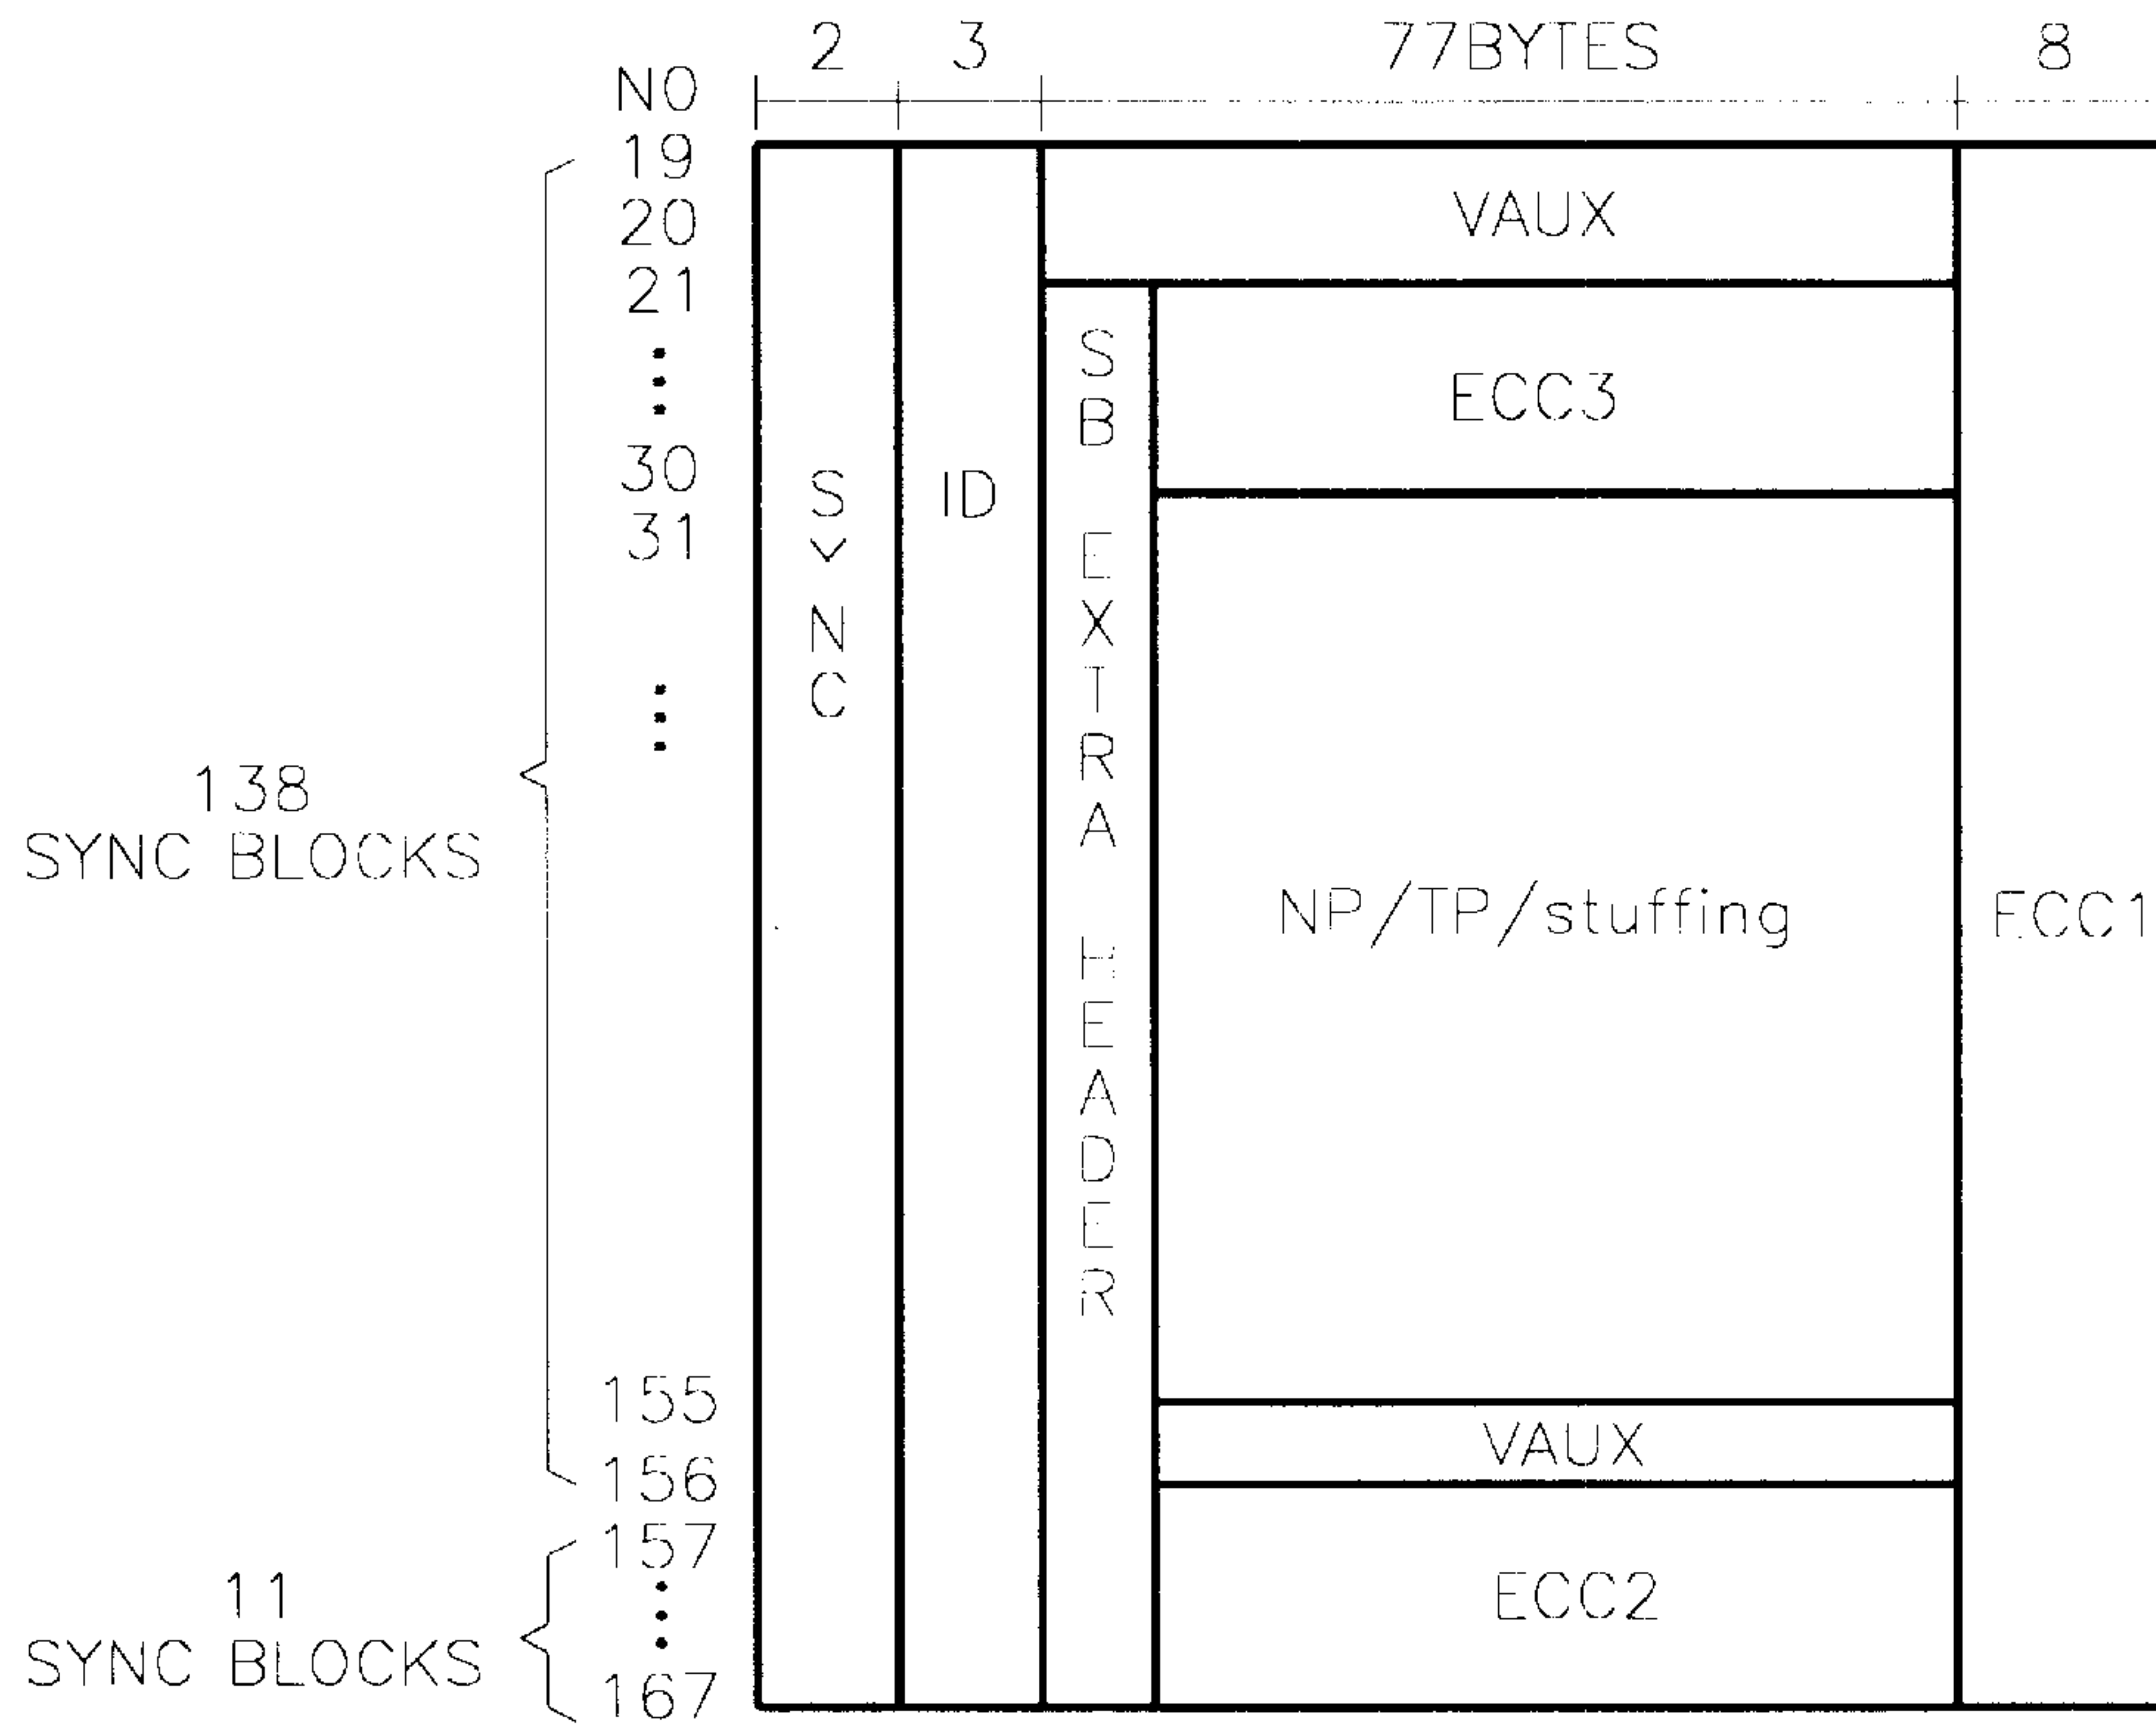 2 3 77BYTES 8
NO
19
20
21
30
31
155
156
157
167
138
SYNC BLOCKS
11
SYNC BLOCKS
SYNC
ID
SB EXTRA HEADER
VAUX
ECC3
NP/TP/stuffing
VAUX
ECC2
ECC1